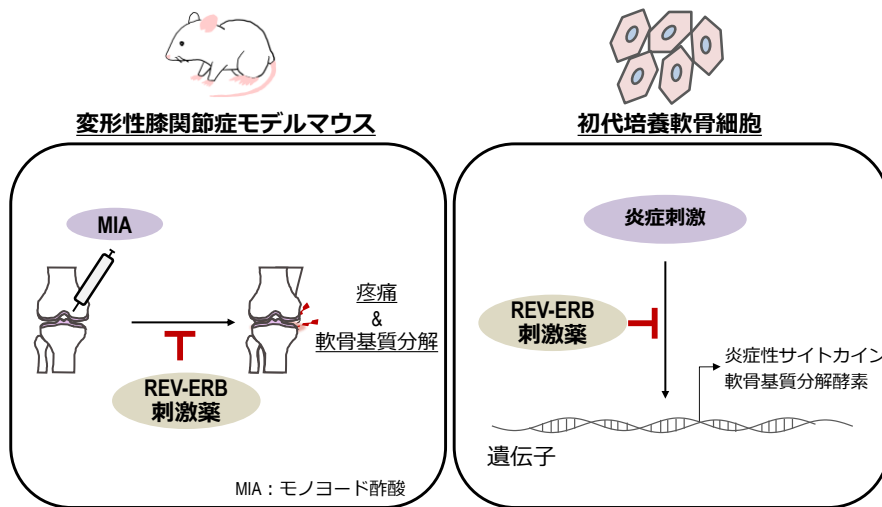 変形性膝関節症モデルマウス
MIA
疼痛
&
軟骨基質分解
REV-ERB
刺激薬
MIA：モノヨード酢酸
初代培養軟骨細胞
炎症刺激
REV-ERB
刺激薬
炎症性サイトカイン
軟骨基質分解酵素
遺伝子